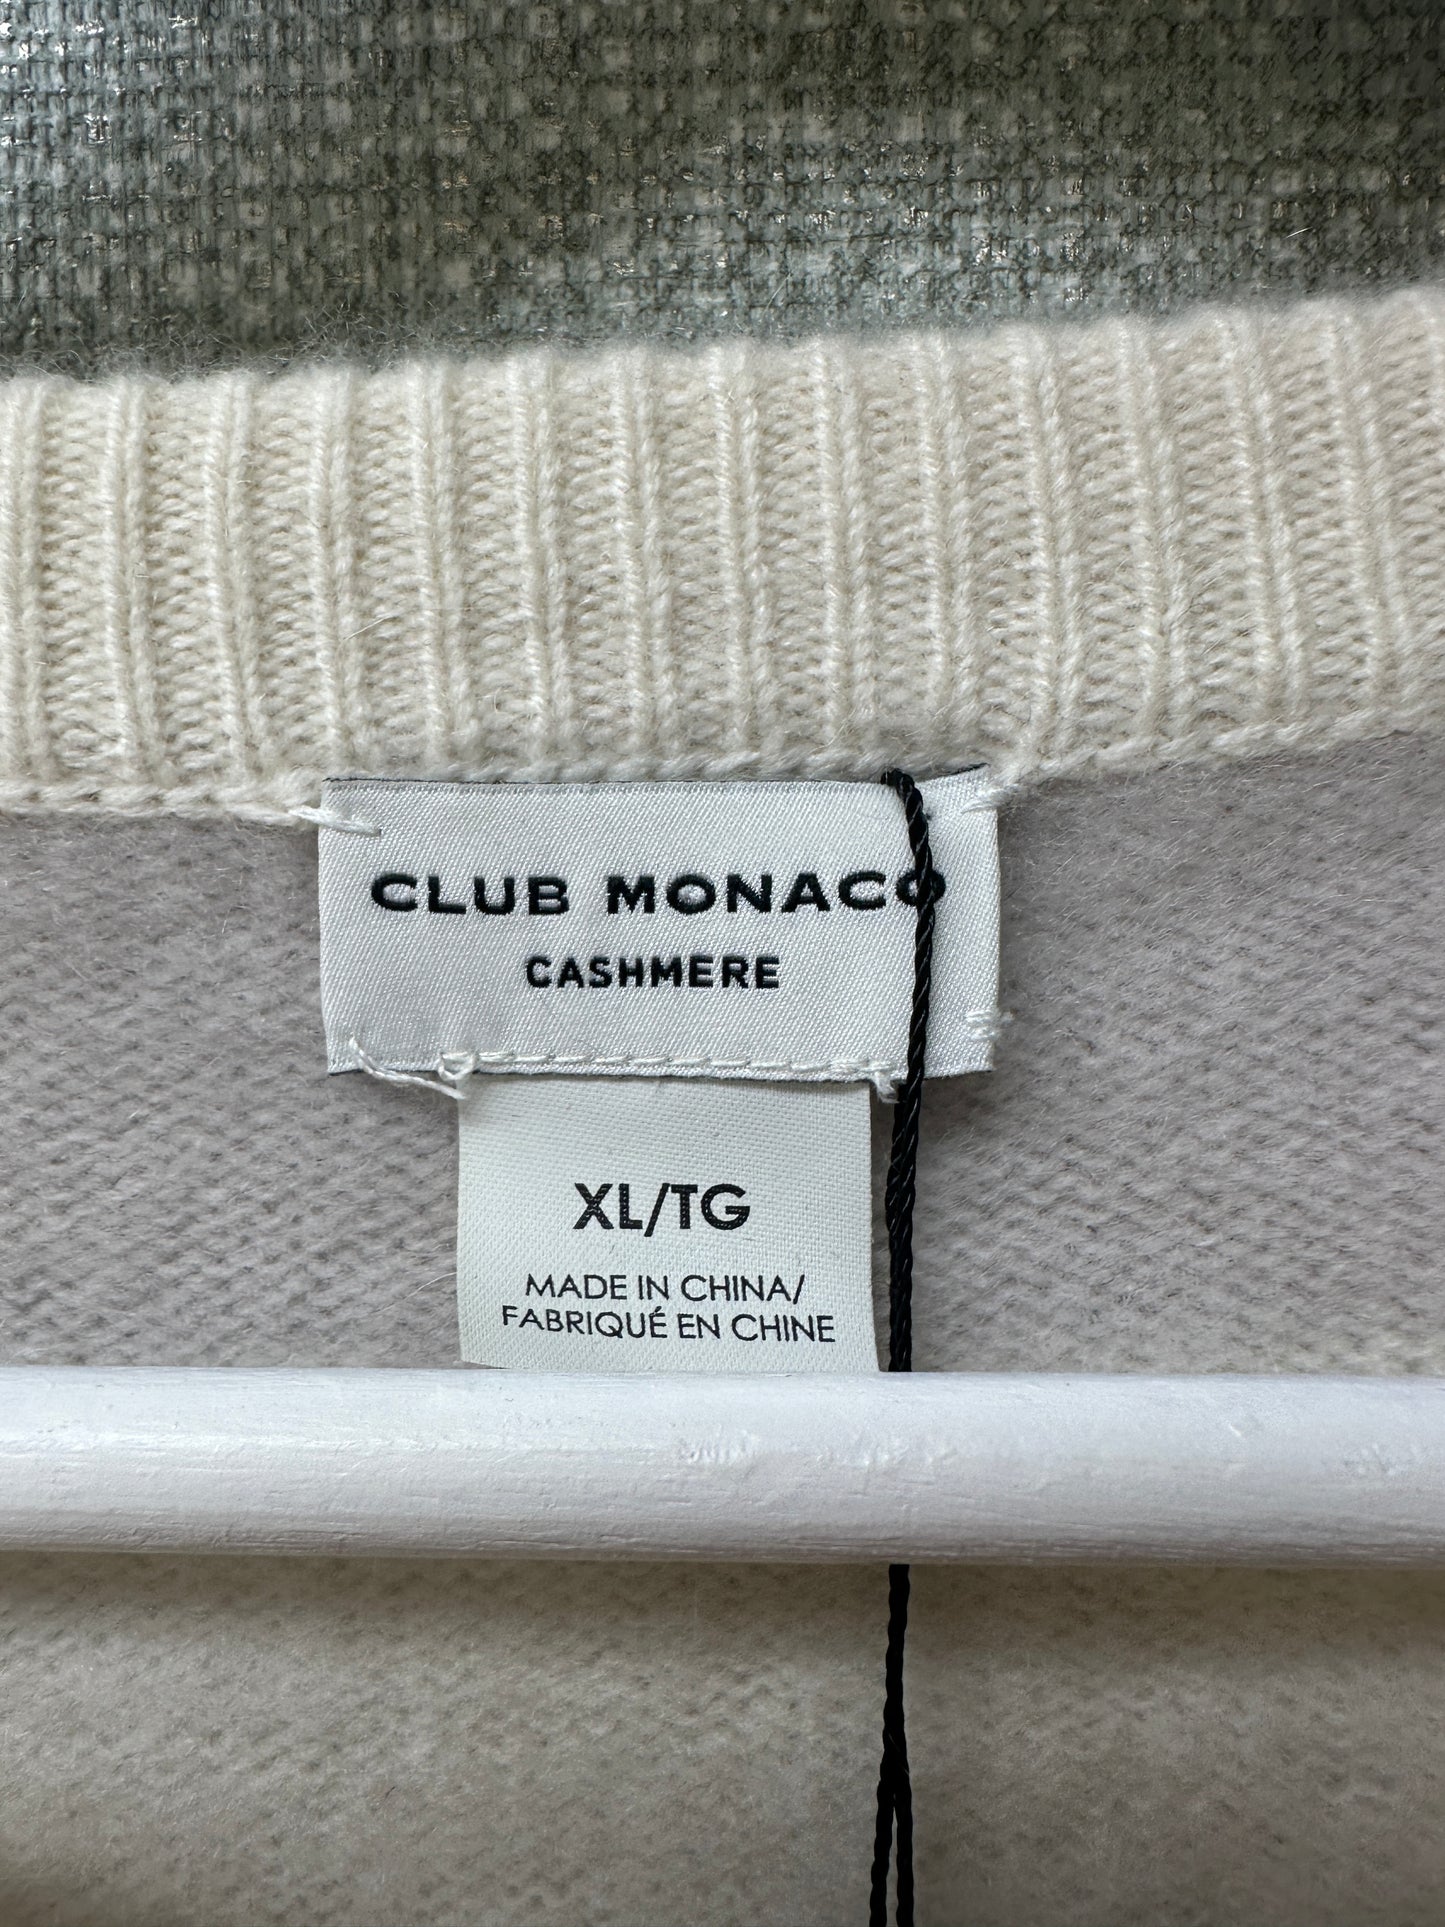 CLUB MONACO
CASHMERE
XL/TG
MADE IN CHINA/
FABRIQUÉ EN CHINE